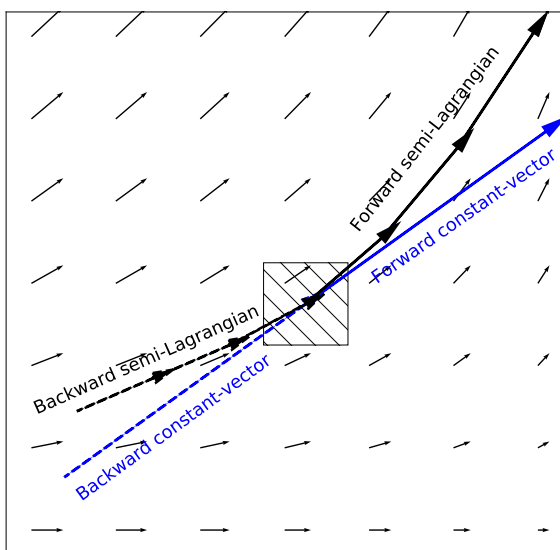 Forward semi-Lagrangian
Forward constant-vector
Backward semi-Lagrangian
Backward constant-vector